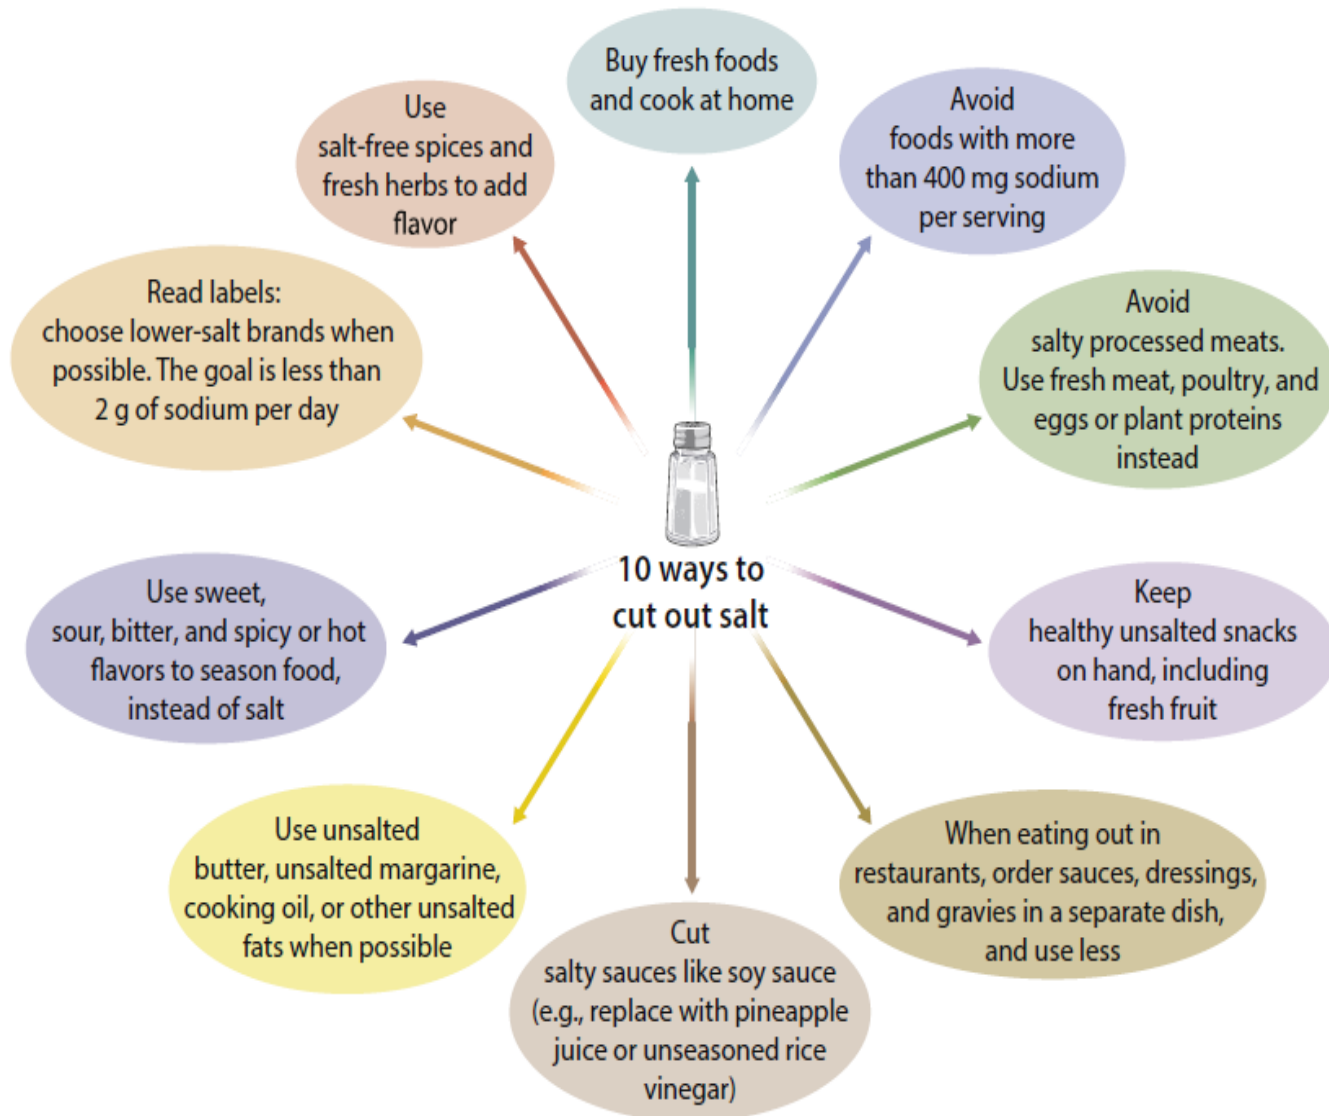 10 ways to
cut out salt
Buy fresh foods
and cook at home
Avoid
foods with more
than 400 mg sodium
per serving
Avoid
salty processed meats.
Use fresh meat, poultry, and
eggs or plant proteins
instead
Keep
healthy unsalted snacks
on hand, including
fresh fruit
When eating out in
restaurants, order sauces, dressings,
and gravies in a separate dish,
and use less
Cut
salty sauces like soy sauce
(e.g., replace with pineapple
juice or unseasoned rice
vinegar)
Use unsalted
butter, unsalted margarine,
cooking oil, or other unsalted
fats when possible
Use sweet,
sour, bitter, and spicy or hot
flavors to season food,
instead of salt
Read labels:
choose lower-salt brands when
possible. The goal is less than
2 g of sodium per day
Use
salt-free spices and
fresh herbs to add
flavor